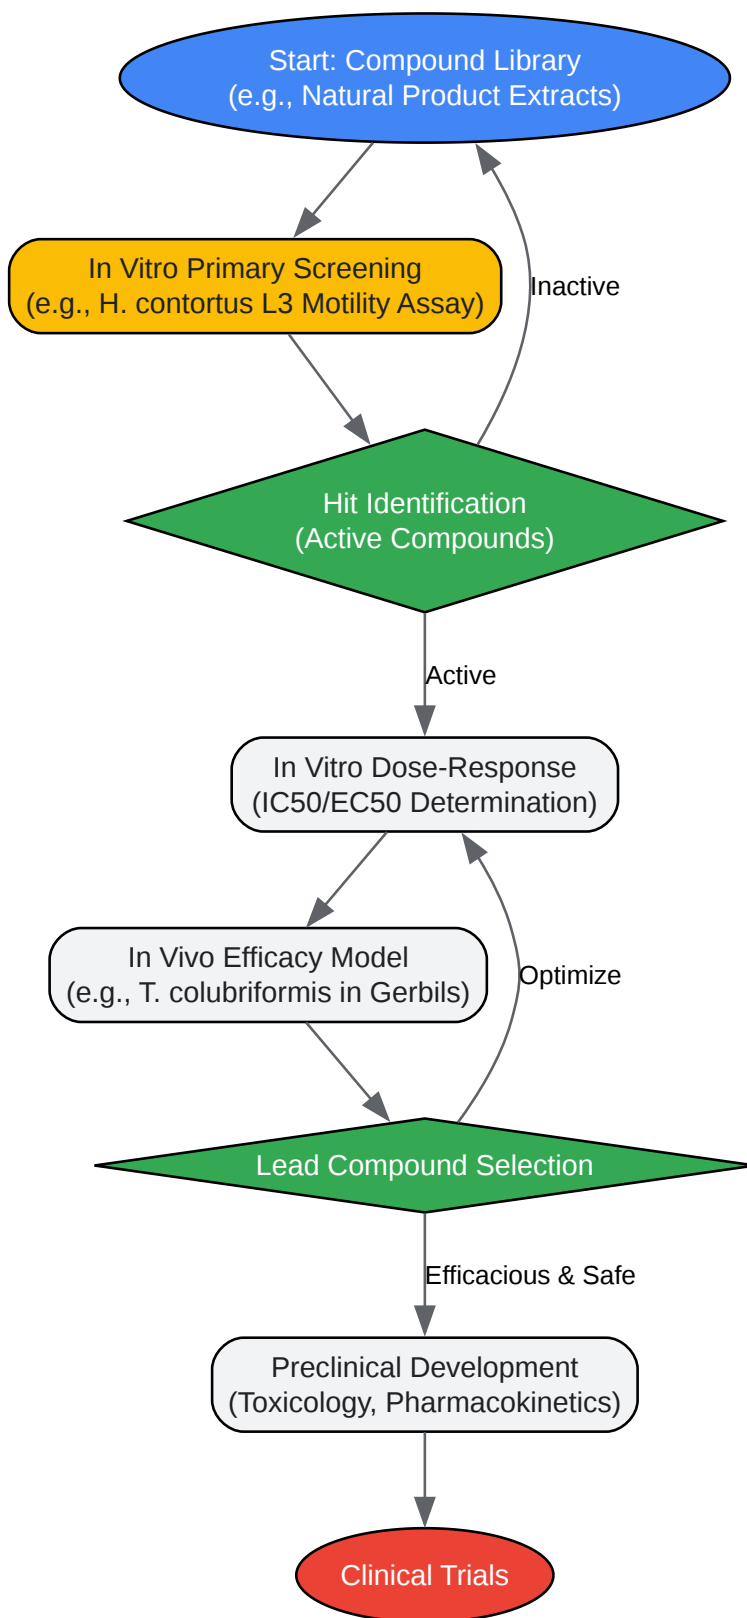 Start: Compound Library
(e.g., Natural Product Extracts)
In Vitro Primary Screening
(e.g., H. contortus L3 Motility Assay)
Inactive
Hit Identification
(Active Compounds)
Active
In Vitro Dose-Response
(IC50/EC50 Determination)
In Vivo Efficacy Model
(e.g., T. colubriformis in Gerbils)
Optimize
Lead Compound Selection
Efficacious & Safe
Preclinical Development
(Toxicology, Pharmacokinetics)
Clinical Trials